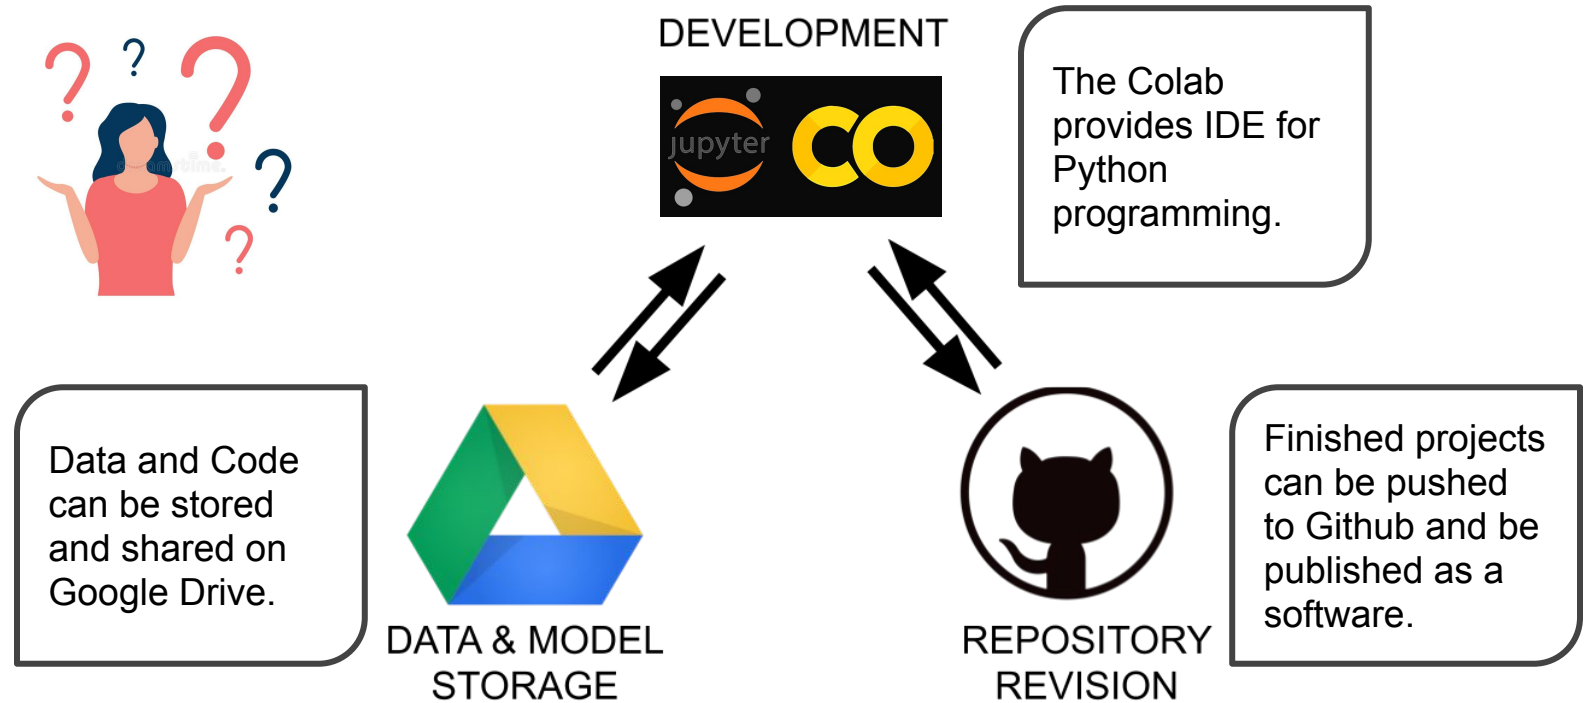 DEVELOPMENT
jupyter
CO
The Colab
provides IDE for
Python
programming.
Data and Code
can be stored
and shared on
Google Drive.
DATA & MODEL
STORAGE
Finished projects
can be pushed
to Github and be
published as a
software.
REPOSITORY
REVISION